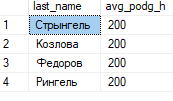 last_name avg_podg_h
1 Стрынгель 200
2 Козлова 200
3 Федоров 200
4 Рингель 200